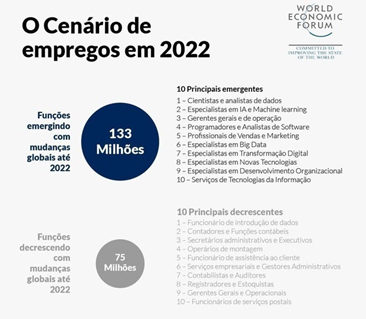 O Cenário de
empregos em 2022
WORLD
ECONOMIC
FORUM
COMMITTED TO
IMPROVING THE STATE
OF THE WORLD
Funções
emergindo
com
mudanças
globais até
2022
133
Milhões
10 Principais emergentes
1 – Cientistas e analistas de dados
2 – Especialistas em IA e Machine learning
3 – Gerentes gerais e de operação
4 – Programadores e Analistas de Software
5 – Profissionais de Vendas e Marketing
6 – Especialistas em Big Data
7 – Especialistas em Transformação Digital
8 – Especialistas em Novas Tecnologias
9 – Especialistas em Desenvolvimento Organizacional
10 – Serviços de Tecnologias da Informação
Funções
decrescendo
com
mudanças
globais até
2022
75
Milhões
10 Principais decrescentes
1 – Funcionário de introdução de dados
2 – Contadores e Funções contábeis
3 – Secretários administrativos e Executivos
4 – Operários de montagem
5 – Funcionário de assistência ao cliente
6 – Serviços empresariais e Gestores Administrativos
7 – Contabilistas e Auditores
8 – Registradores e Estoquistas
9 – Gerentes Gerais e Operacionais
10 – Funcionários de serviços postais